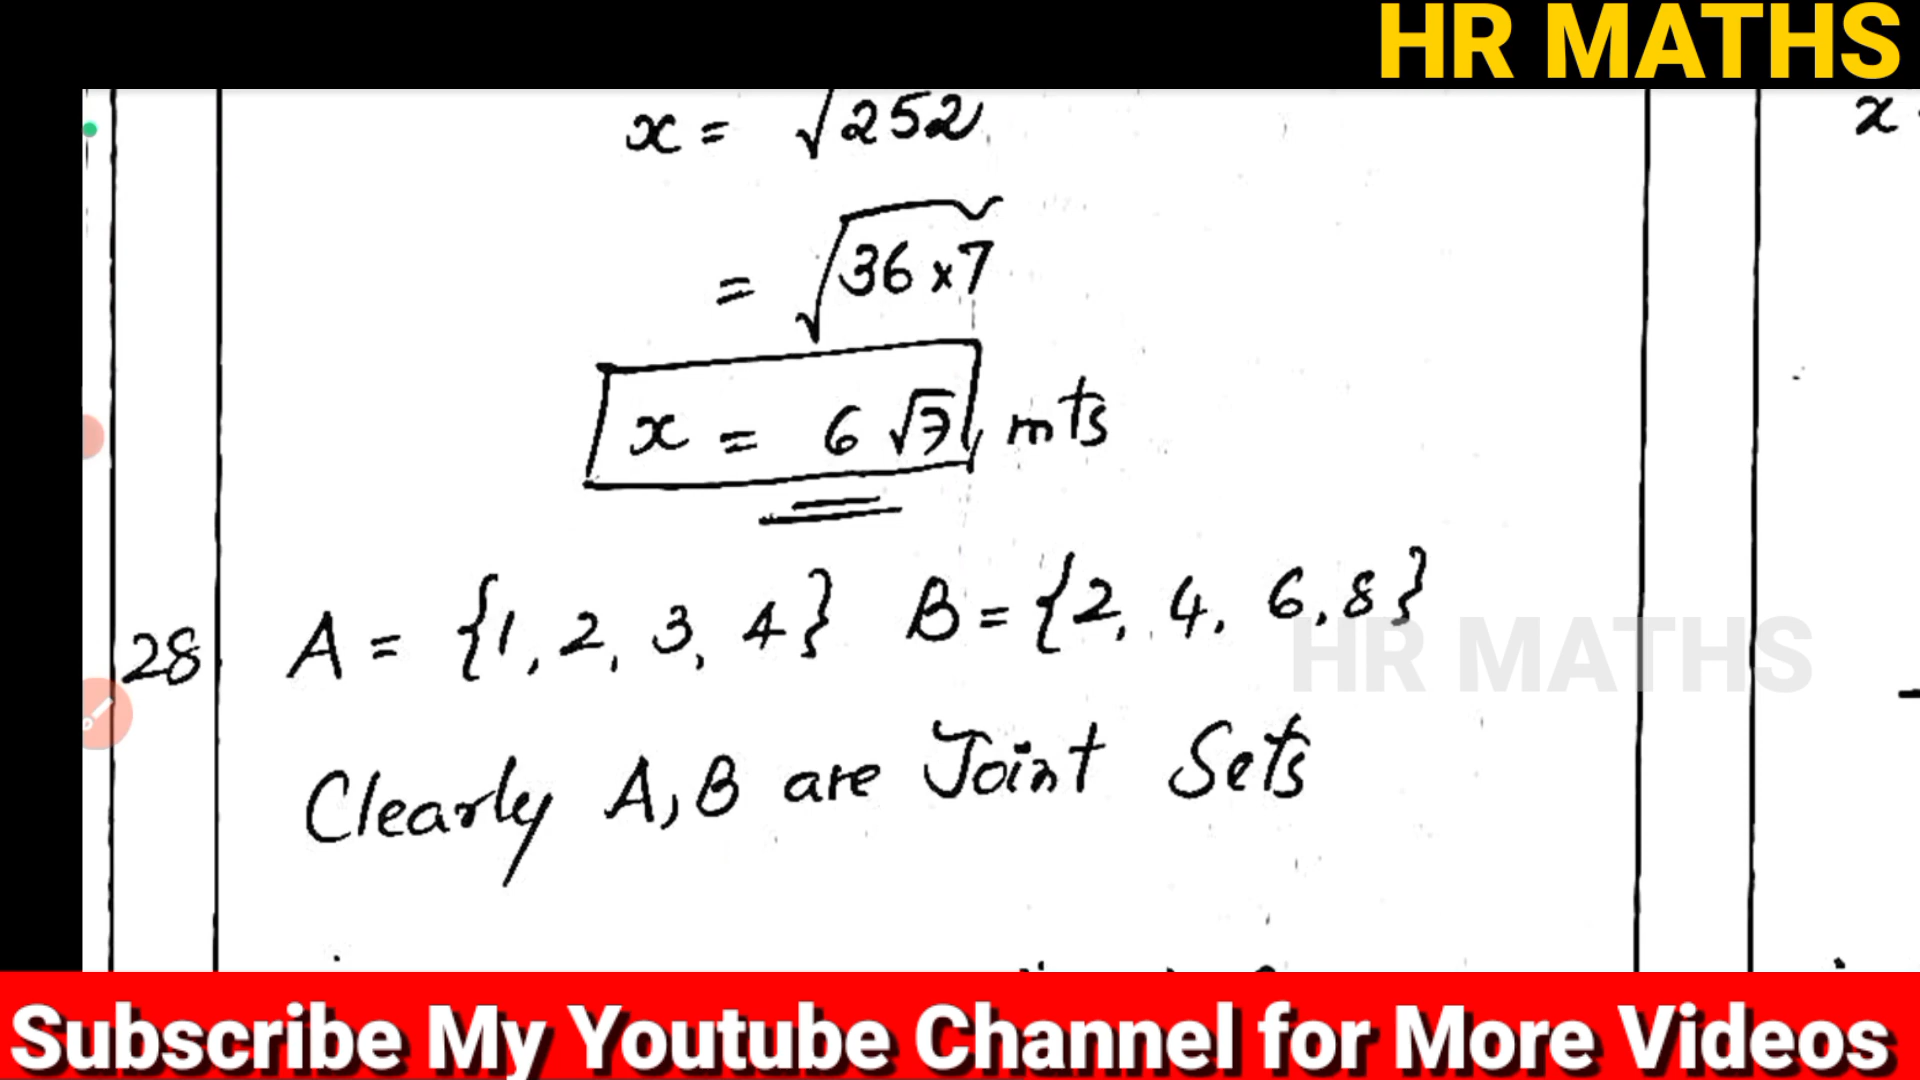 HR MATHS
x = √252
x
= √36×7
x = 6√7 mts
28 A = {1, 2, 3, 4} B = {2, 4, 6, 8}
HR MATHS
Clearly A, B are Joint Sets
Subscribe My Youtube Channel for More Videos